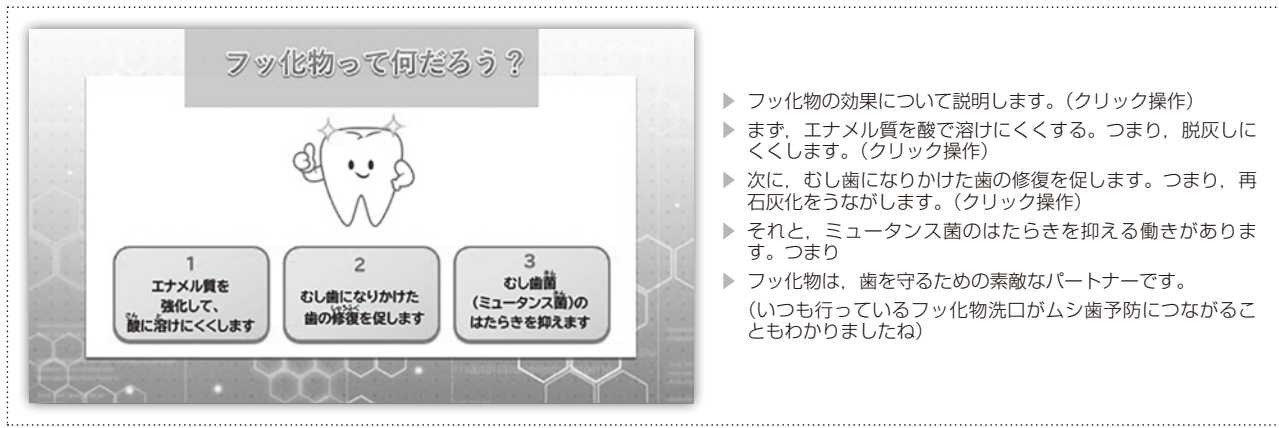 フッ化物って何だろう？
1
エナメル質を
強化して、
酸に溶けにくくします
2
むし歯になりかけた
歯の修復を促します
3
むし歯菌
(ミュータンス菌)の
はたらきを抑えます
▶ フッ化物の効果について説明します。（クリック操作）
▶ まず，エナメル質を酸で溶けにくくする。つまり，脱灰しに
くくします。（クリック操作）
▶ 次に，むし歯になりかけた歯の修復を促します。つまり，再
石灰化をうながします。（クリック操作）
▶ それと，ミュータンス菌のはたらきを抑える働きがありま
す。つまり
▶ フッ化物は，歯を守るための素敵なパートナーです。
（いつも行っているフッ化物洗口がムシ歯予防につながるこ
ともわかりましたね）